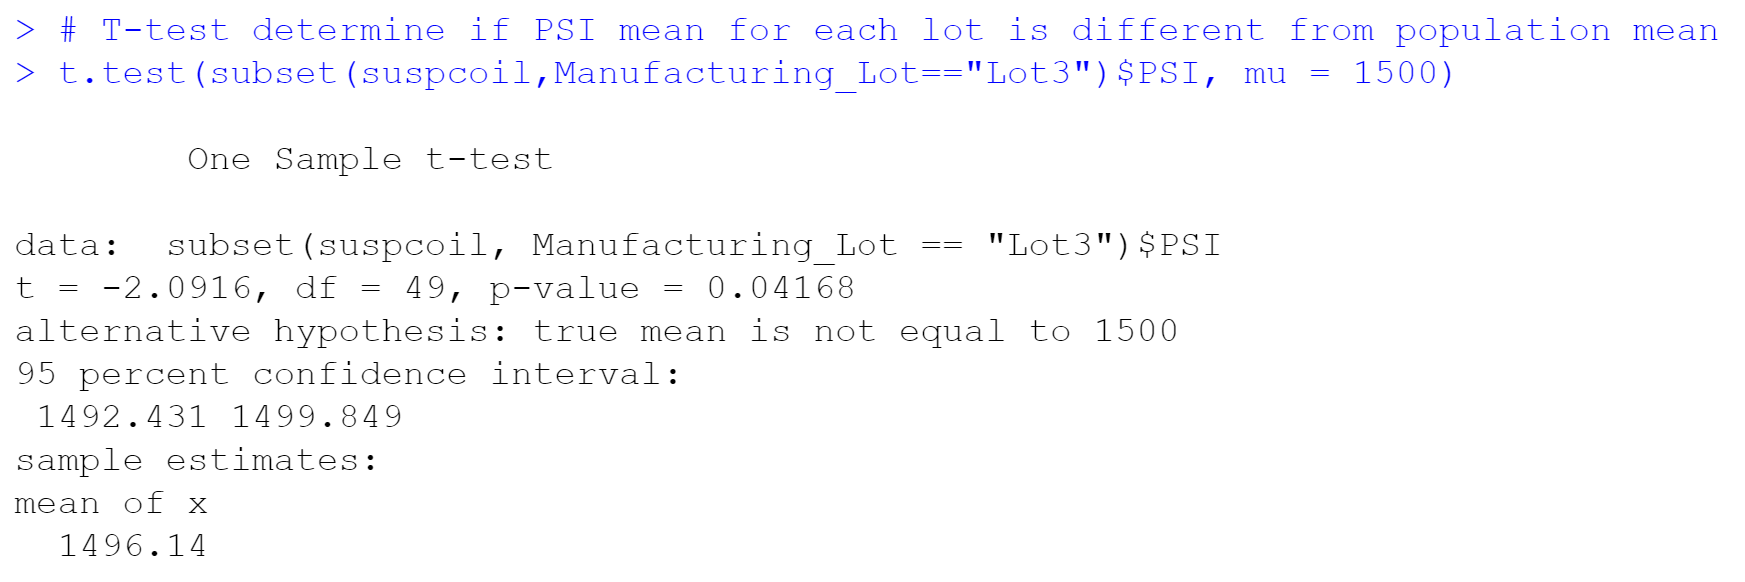 > # T-test determine if PSI mean for each lot is different from population mean
> t.test(subset(suspcoil,Manufacturing_Lot=="Lot3")$PSI, mu = 1500)
One Sample t-test
data:  subset(suspcoil, Manufacturing_Lot == "Lot3")$PSI
t = -2.0916, df = 49, p-value = 0.04168
alternative hypothesis: true mean is not equal to 1500
95 percent confidence interval:
1492.431 1499.849
sample estimates:
mean of x
1496.14